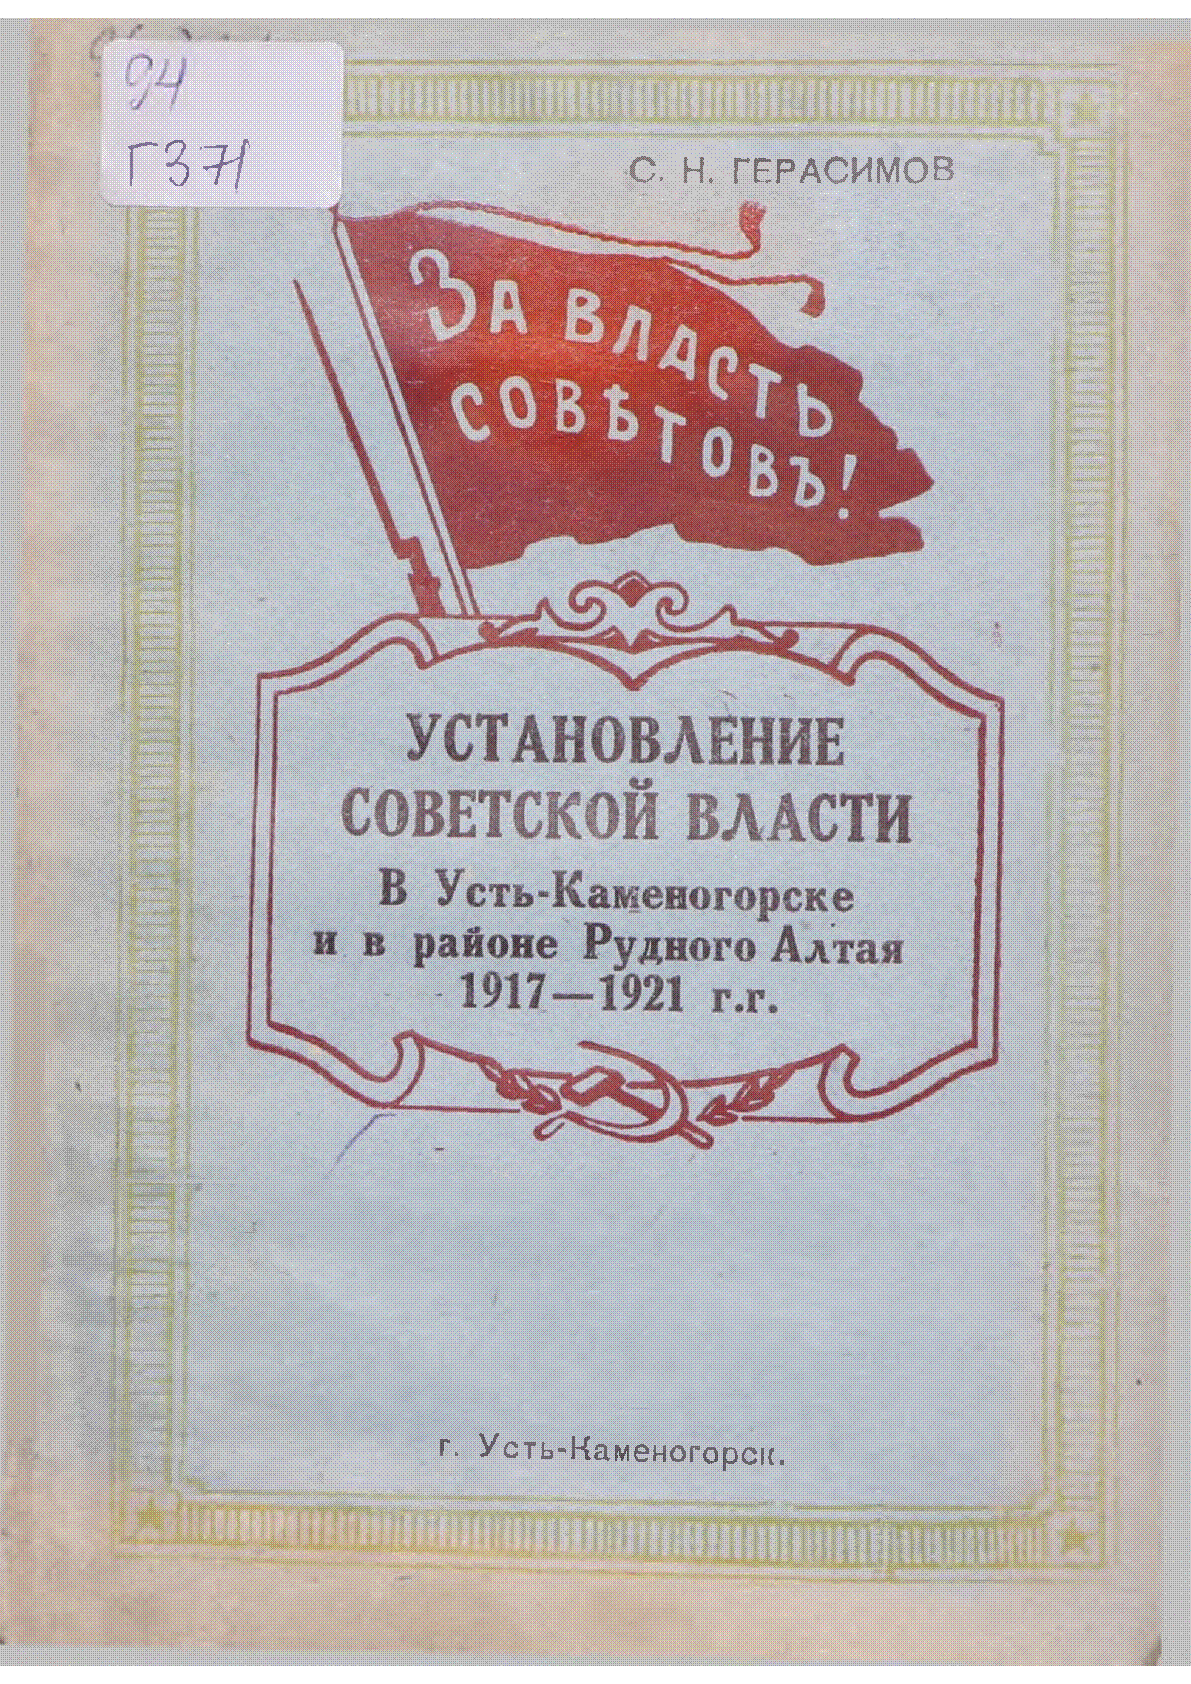 94
Г371
С. Н. ГЕРАСИМОВ
ЗА ВЛАСТЬ
СОВѢТОВЪ!
УСТАНОВЛЕНИЕ
СОВЕТСКОЙ ВЛАСТИ
В Усть-Каменогорске
и в районе Рудного Алтая
1917—1921 г.г.
г. Усть-Каменогорск.